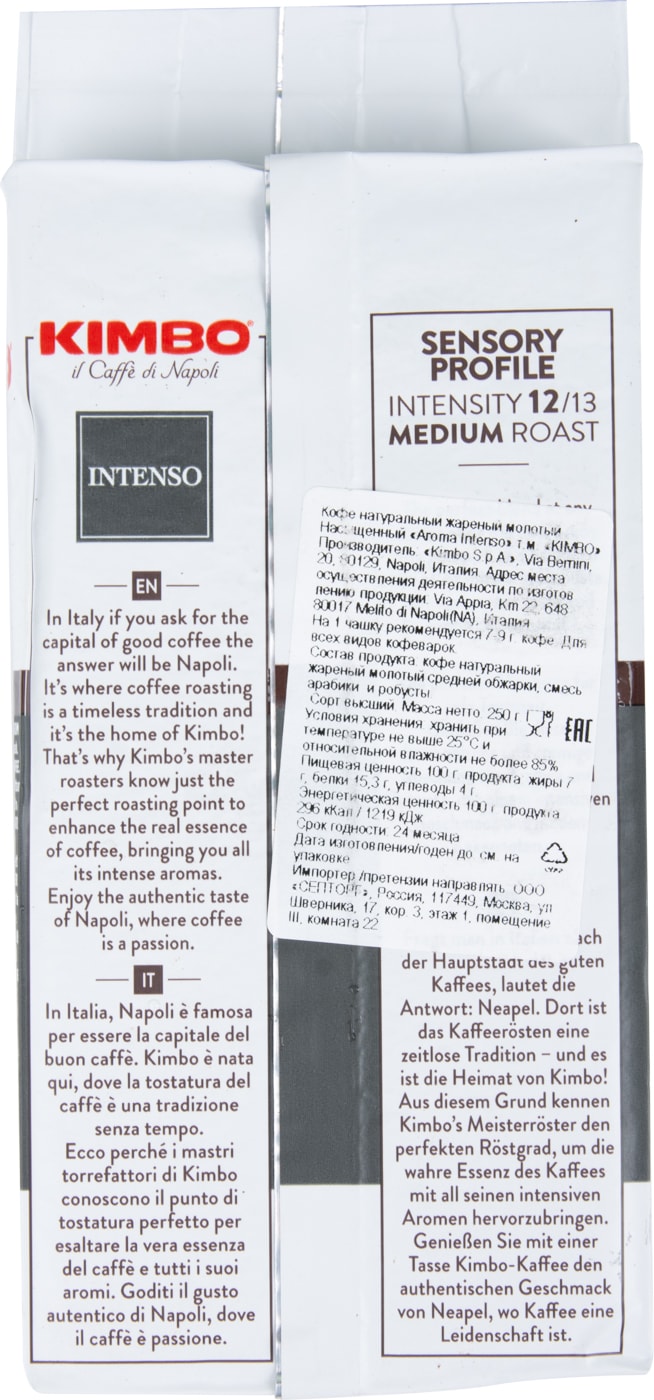 KIMBO
il Caffè di Napoli
INTENSO
EN
In Italy if you ask for the
capital of good coffee the
answer will be Napoli.
It's where coffee roasting
is a timeless tradition and
it's the home of Kimbo!
That's why Kimbo's master
roasters know just the
perfect roasting point to
enhance the real essence
of coffee, bringing you all
its intense aromas.
Enjoy the authentic taste
of Napoli, where coffee
is a passion.
IT
In Italia, Napoli è famosa
per essere la capitale del
buon caffè. Kimbo è nata
qui, dove la tostatura del
caffè è una tradizione
senza tempo.
Ecco perché i mastri
torrefattori di Kimbo
conoscono il punto di
tostatura perfetto per
esaltare la vera essenza
del caffè e tutti i suoi
aromi. Goditi il gusto
autentico di Napoli, dove
il caffè è passione.
SENSORY
PROFILE
INTENSITY 12/13
MEDIUM ROAST
Кофе натуральный жареный молотый
Насыщенный «Aroma Intenso» т.м. «KIMBO»
Производитель: «Kimbo S.p.A.», Via Bernini,
20, 80129, Napoli, Италия. Адрес места
осуществления деятельности по изготов
лению продукции: Via Appia, Km 22, 648
80017 Melito di Napoli(NA), Италия
На 1 чашку рекомендуется 7-9 г. кофе. Для
всех видов кофеварок.
Состав продукта: кофе натуральный
жареный молотый средней обжарки, смесь
арабики и робусты
Сорт высший. Масса нетто: 250 г.
Условия хранения: хранить при
температуре не выше 25°С и
относительной влажности не более 85%
EAC
Пищевая ценность 100 г. продукта: жиры 7
г, белки 15,3 г, углеводы 4 г.
Энергетическая ценность 100 г. продукта
296 кКал / 1219 кДж
Срок годности: 24 месяца
Дата изготовления/годен до: см. на
упаковке
Импортер /претензии направлять: ООО
«СЕПТОРГ», Россия, 117449, Москва, ул
Шверника, 17, кор. 3, этаж 1, помещение
III, комната 22
der Hauptstadt des guten
Kaffees, lautet die
Antwort: Neapel. Dort ist
das Kaffeerösten eine
zeitlose Tradition – und es
ist die Heimat von Kimbo!
Aus diesem Grund kennen
Kimbo's Meisterröster den
perfekten Röstgrad, um die
wahre Essenz des Kaffees
mit all seinen intensiven
Aromen hervorzubringen.
Genießen Sie mit einer
Tasse Kimbo-Kaffee den
authentischen Geschmack
von Neapel, wo Kaffee eine
Leidenschaft ist.